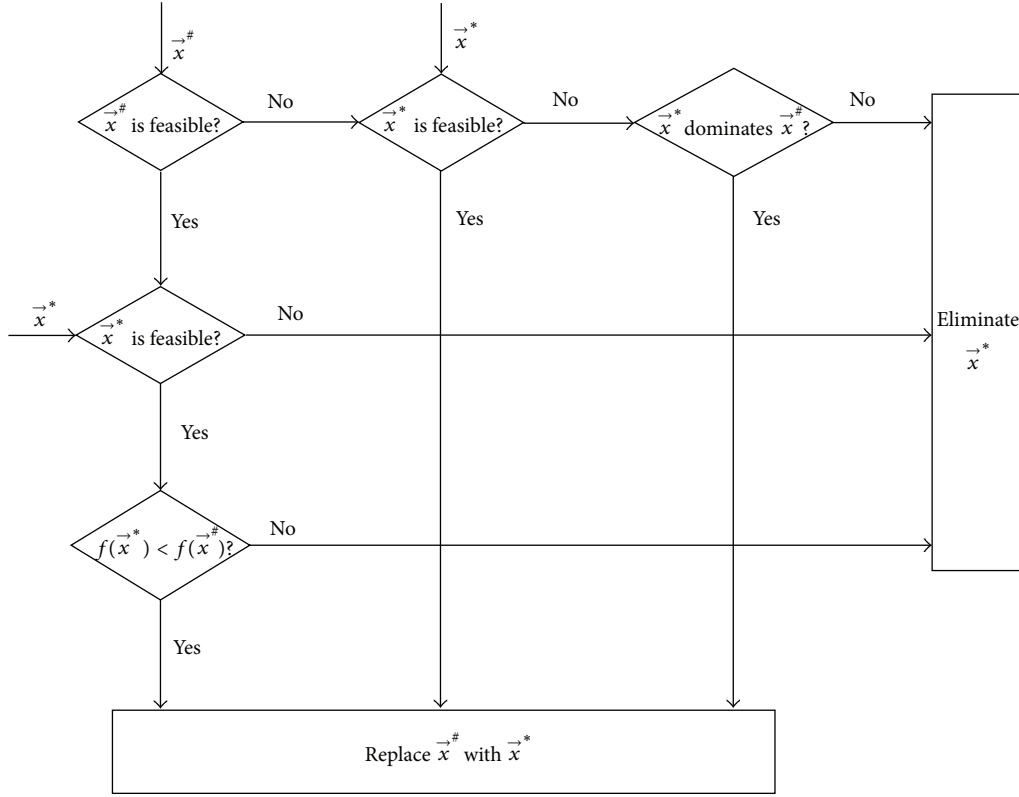 x⃗#
x⃗*
x⃗# is feasible?
No
x⃗* is feasible?
No
x⃗* dominates x⃗#?
No
Yes
Yes
Yes
x⃗*
x⃗* is feasible?
No
Eliminate
x⃗*
Yes
f(x⃗*) < f(x⃗#)?
No
Yes
Replace x⃗# with x⃗*